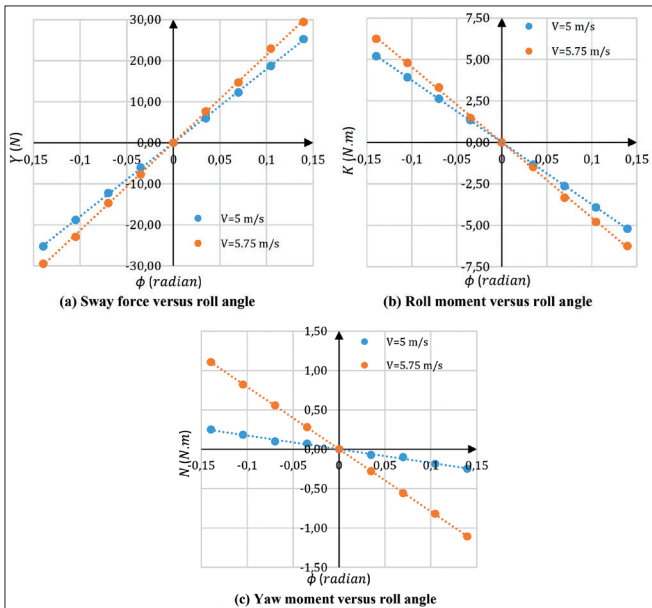 30,00
20,00
10,00
0,00
-10,00
-20,00
-30,00
-0,15
-0,1
-0,05
0
0,05
0,1
0,15
Y (N)
V=5 m/s
V=5.75 m/s
ϕ (radian)
(a) Sway force versus roll angle
7,50
5,00
2,50
0,00
-2,50
-5,00
-7,50
-0,15
-0,10
-0,05
0
0,05
0,10
0,15
K (N.m)
V=5 m/s
V=5.75 m/s
ϕ (radian)
(b) Roll moment versus roll angle
1,50
1,00
0,50
0,00
-0,50
-1,00
-1,50
-0,15
-0,1
-0,05
0
0,05
0,1
0,15
N (N.m)
V=5 m/s
V=5.75 m/s
ϕ (radian)
(c) Yaw moment versus roll angle